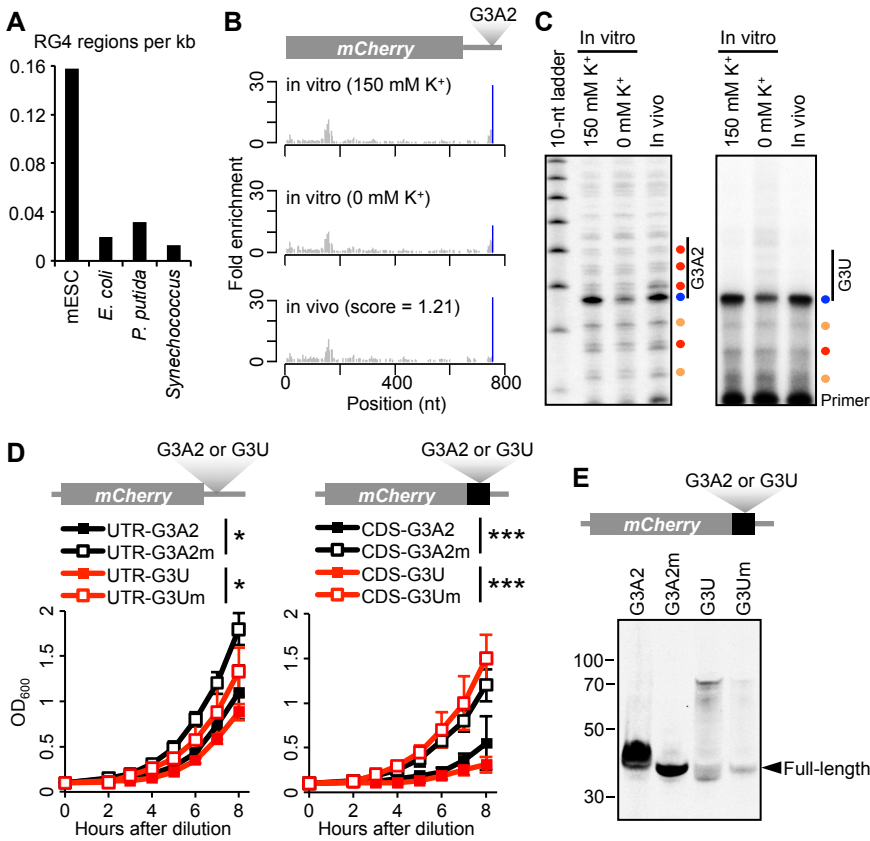 A
RG4 regions per kb
0.16
0.12
0.08
0.04
0
mESC
E. coli
P. putida
Synechococcus
B
G3A2
mCherry
Fold enrichment
30
0
in vitro (150 mM K+)
30
0
in vitro (0 mM K+)
30
0
in vivo (score = 1.21)
0
400
800
Position (nt)
C
In vitro
10-nt ladder
150 mM K+
0 mM K+
In vivo
G3A2
In vitro
150 mM K+
0 mM K+
In vivo
G3U
Primer
D
G3A2 or G3U
mCherry
UTR-G3A2
UTR-G3A2m
*
UTR-G3U
UTR-G3Um
*
OD600
2
1.5
1
0.5
0
0 2 4 6 8
Hours after dilution
G3A2 or G3U
mCherry
CDS-G3A2
CDS-G3A2m
***
CDS-G3U
CDS-G3Um
***
2
1.5
1
0.5
0
0 2 4 6 8
Hours after dilution
E
G3A2 or G3U
mCherry
G3A2
G3A2m
G3U
G3Um
100
70
50
30
Full-length